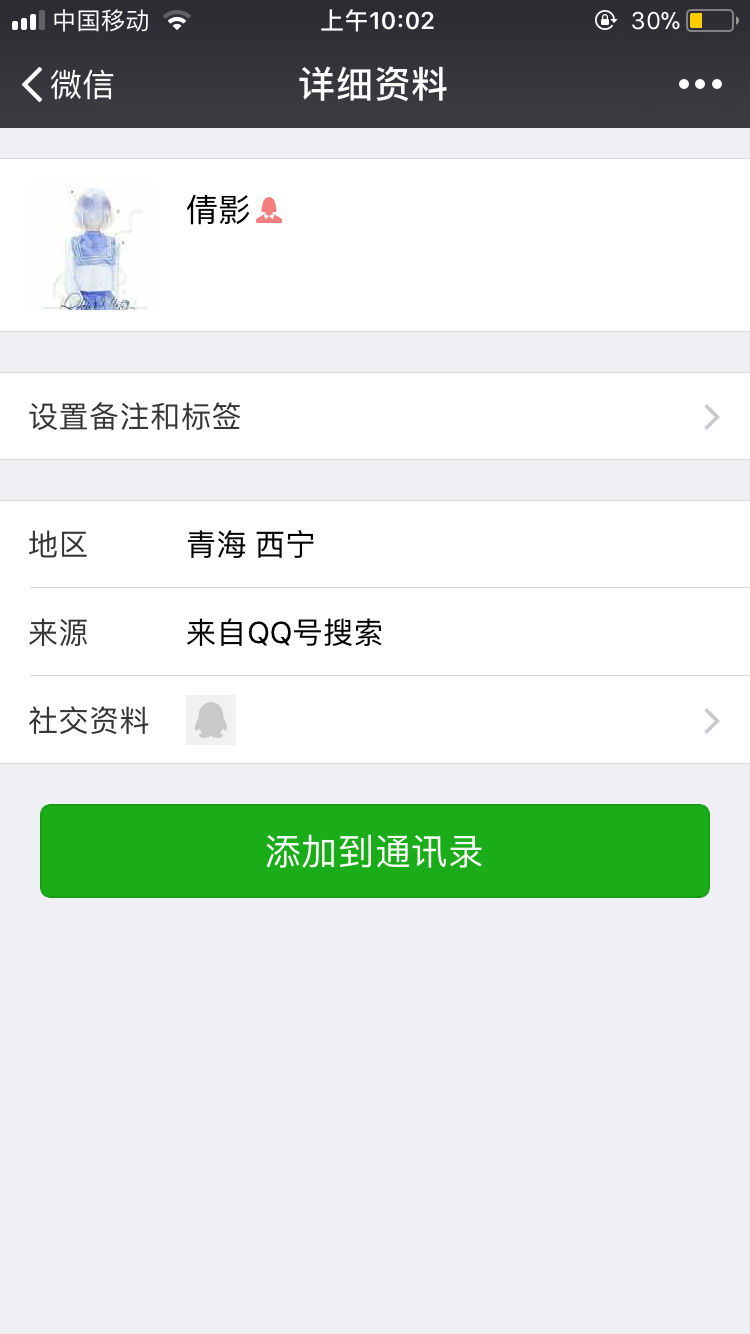 中国移动 上午10:02 30%
微信 详细资料
倩影
设置备注和标签
地区 青海 西宁
来源 来自QQ号搜索
社交资料
添加到通讯录